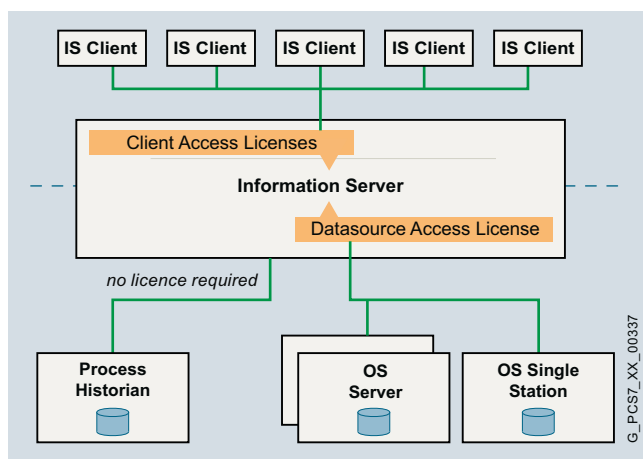 IS Client
IS Client
IS Client
IS Client
IS Client
Client Access Licenses
Information Server
Datasource Access License
no licence required
Process
Historian
OS
Server
OS Single
Station
G_PCS7_XX_00337